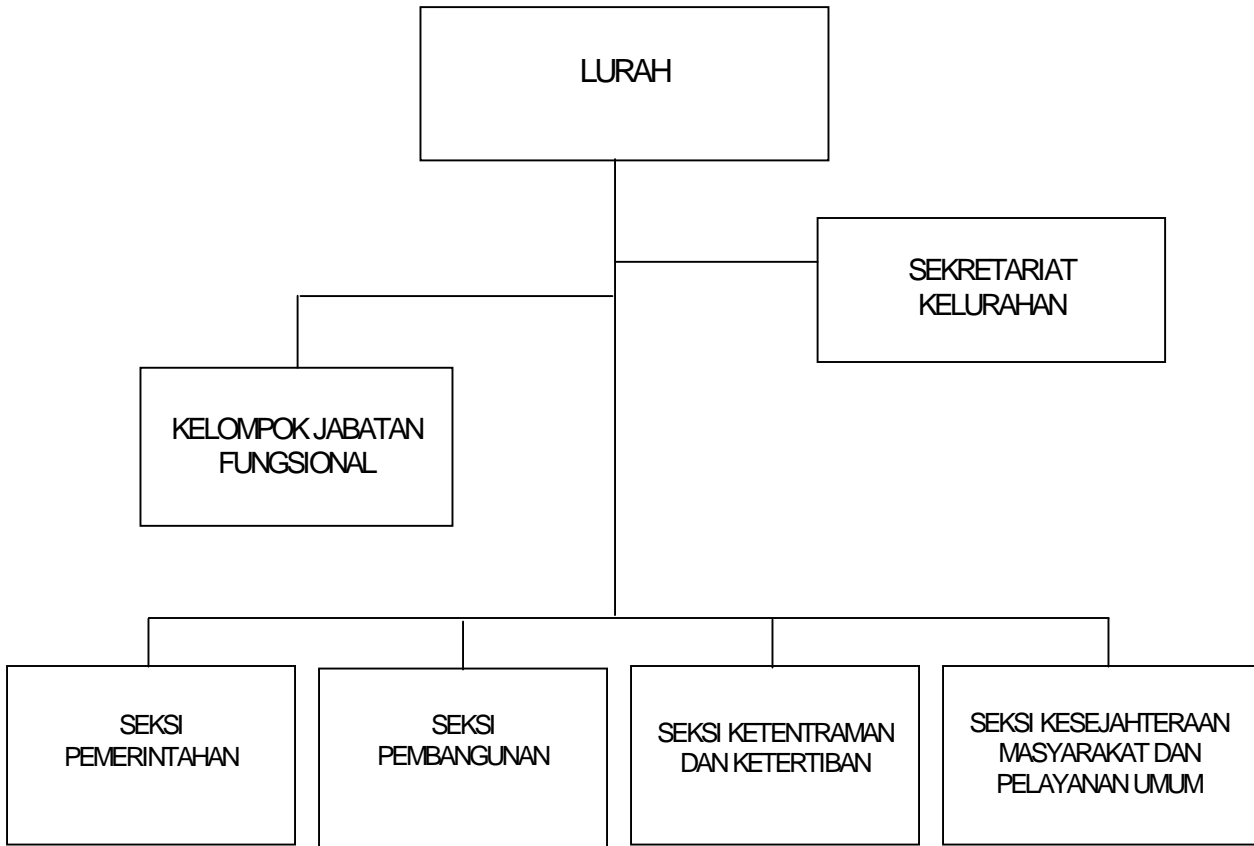 LURAH
SEKRETARIAT
KELURAHAN
KELOMPOK JABATAN
FUNGSIONAL
SEKSI
PEMERINTAHAN
SEKSI
PEMBANGUNAN
SEKSI KETENTRAMAN
DAN KETERTIBAN
SEKSI KESEJAHTERAAN
MASYARAKAT DAN
PELAYANAN UMUM